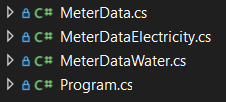 C# MeterData.cs
C# MeterDataElectricity.cs
C# MeterDataWater.cs
C# Program.cs